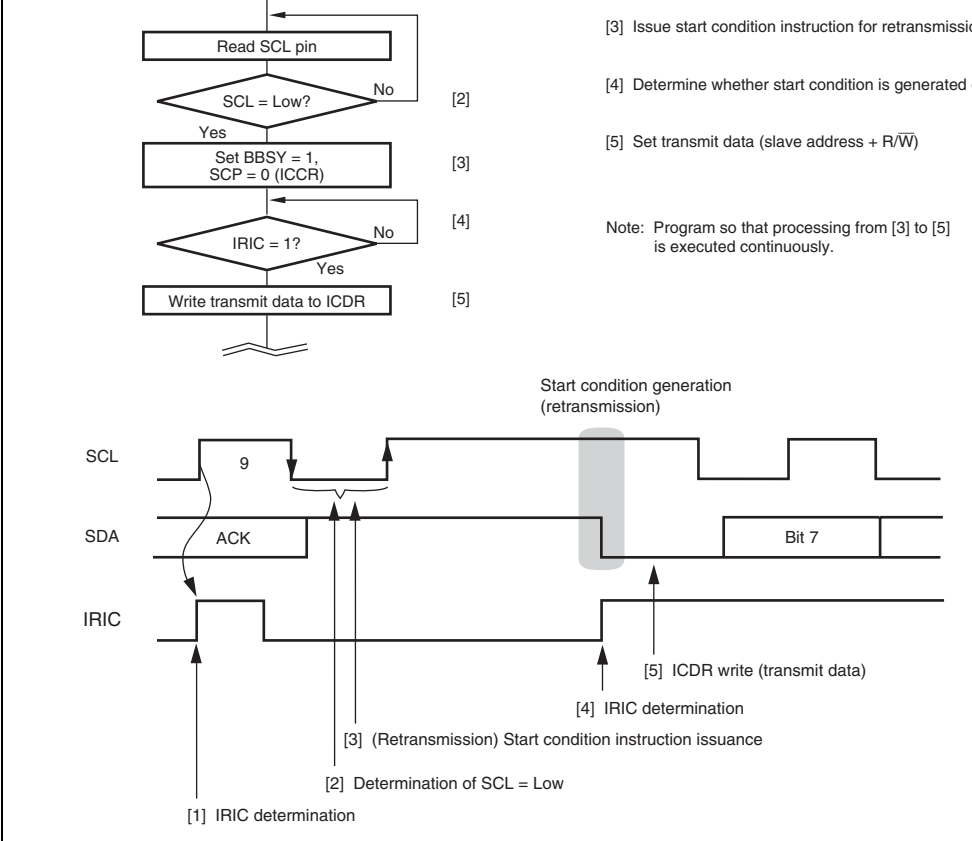 [3] Issue start condition instruction for retransmissio
Read SCL pin
[4] Determine whether start condition is generated
SCL = Low?
No
[2]
Yes
[5] Set transmit data (slave address + R/W̅)
Set BBSY = 1,
SCP = 0 (ICCR)
[3]
[4]
IRIC = 1?
No
Note: Program so that processing from [3] to [5]
is executed continuously.
Yes
Write transmit data to ICDR
[5]
Start condition generation
(retransmission)
SCL
9
SDA
ACK
Bit 7
IRIC
[5] ICDR write (transmit data)
[4] IRIC determination
[3] (Retransmission) Start condition instruction issuance
[2] Determination of SCL = Low
[1] IRIC determination